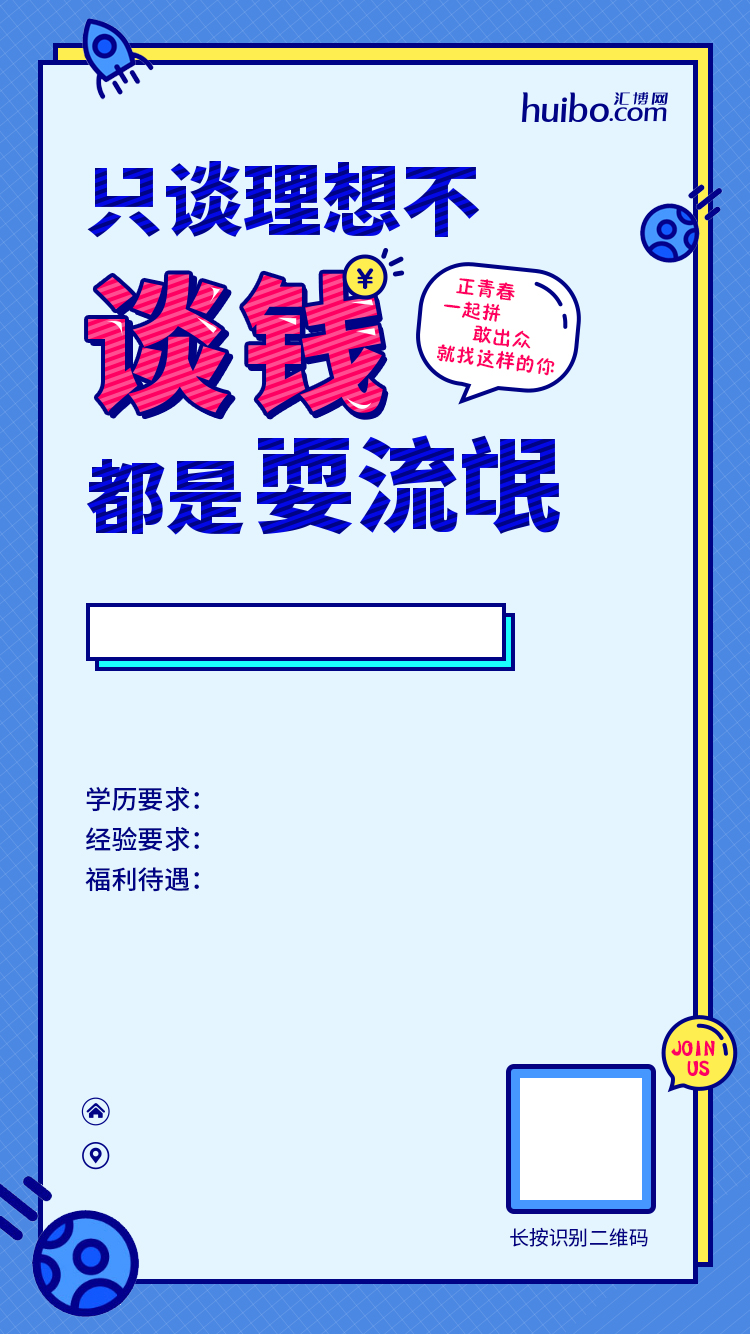 汇博网
huibo.com
只谈理想不
谈钱
¥
正青春
一起拼
敢出众
就找这样的你
都是耍流氓
学历要求：
经验要求：
福利待遇：
JOIN
US
长按识别二维码